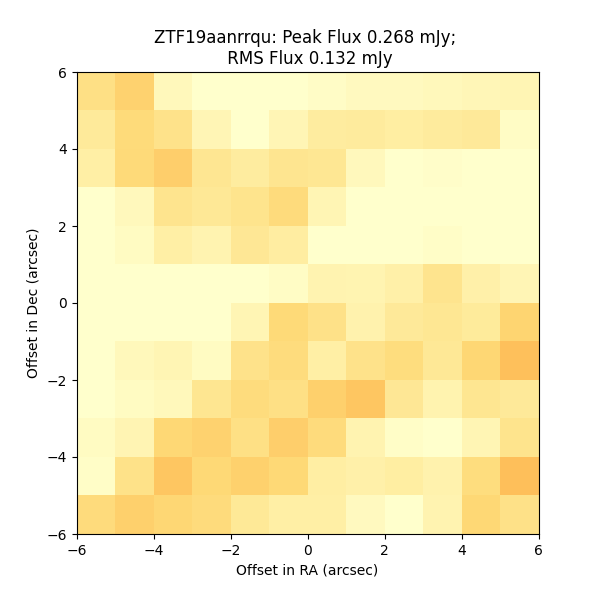 ZTF19aanrrqu: Peak Flux 0.268 mJy;
RMS Flux 0.132 mJy
6
4
2
0
−2
−4
−6
Offset in Dec (arcsec)
−6 −4 −2 0 2 4 6
Offset in RA (arcsec)